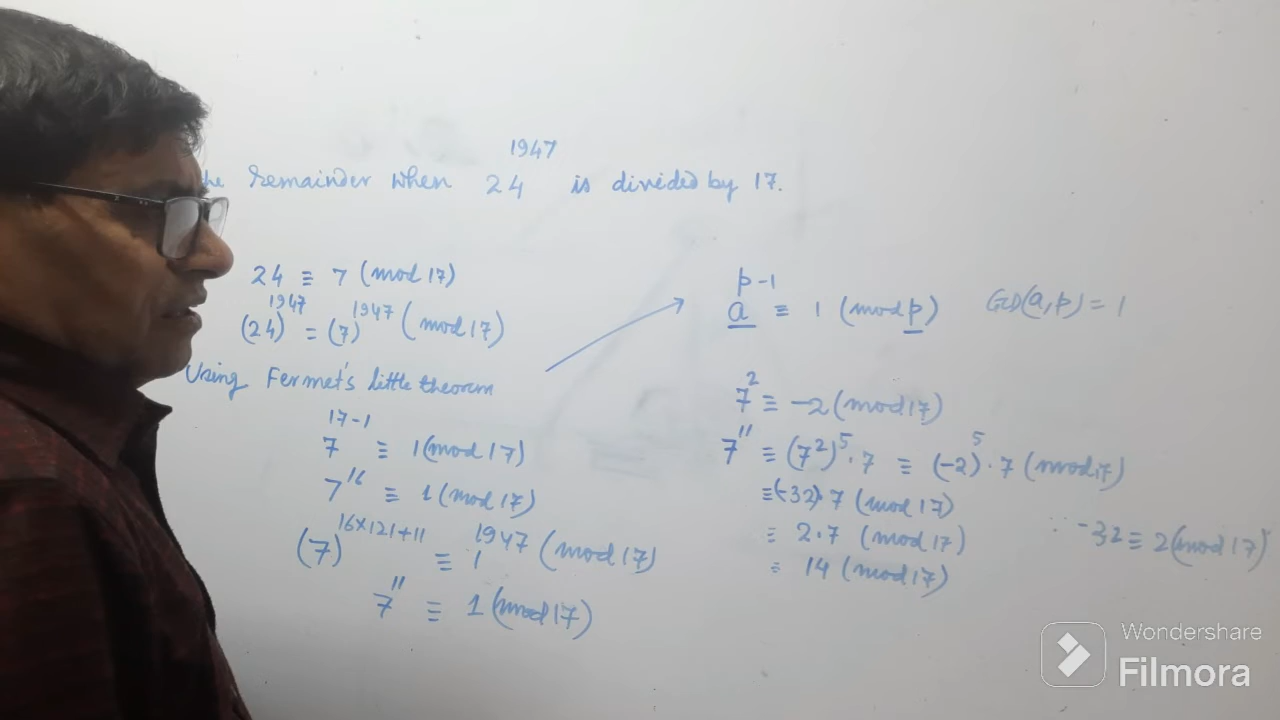 he remainder when 24^1947 is divided by 17.
24 ≡ 7 (mod 17)
(24)^1947 ≡ (7)^1947 (mod 17)
Using Fermet's little theorem
7^17-1 ≡ 1 (mod 17)
7^16 ≡ 1 (mod 17)
(7)^16×121+11 ≡ 1^1947 (mod 17)
7^11 ≡ 1 (mod 17)
a^p-1 ≡ 1 (mod p) GCD(a, p) = 1
7^2 ≡ -2 (mod 17)
7^11 ≡ (7^2)^5 · 7 ≡ (-2)^5 · 7 (mod 17)
≡ (-32) · 7 (mod 17)
≡ 2 · 7 (mod 17) ∵ -32 ≡ 2 (mod 17)
≡ 14 (mod 17)
Wondershare
Filmora